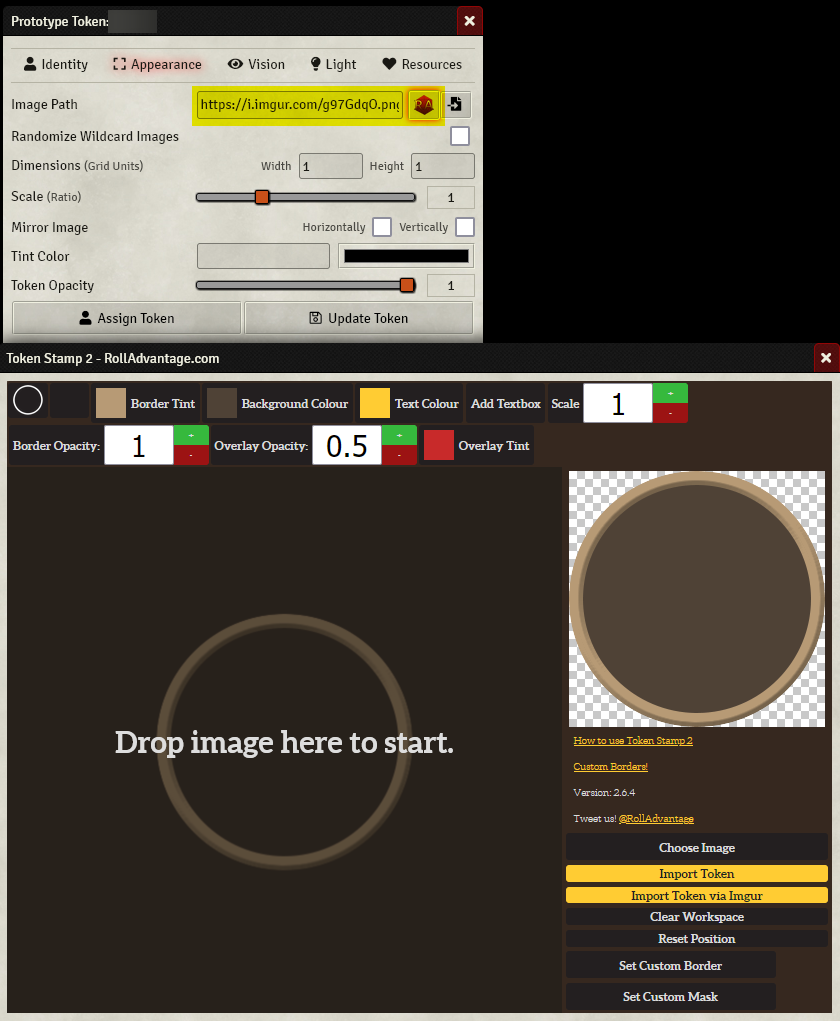 Prototype Token:
Identity Appearance Vision Light Resources
Image Path https://i.imgur.com/g97GdqO.png
Randomize Wildcard Images
Dimensions (Grid Units) Width 1 Height 1
Scale (Ratio) 1
Mirror Image Horizontally Vertically
Tint Color
Token Opacity 1
Assign Token Update Token
Token Stamp 2 - RollAdvantage.com
Border Tint Background Colour Text Colour Add Textbox Scale 1 + -
Border Opacity: 1 + - Overlay Opacity: 0.5 + - Overlay Tint
Drop image here to start.
How to use Token Stamp 2
Custom Borders!
Version: 2.6.4
Tweet us! @RollAdvantage
Choose Image
Import Token
Import Token via Imgur
Clear Workspace
Reset Position
Set Custom Border
Set Custom Mask